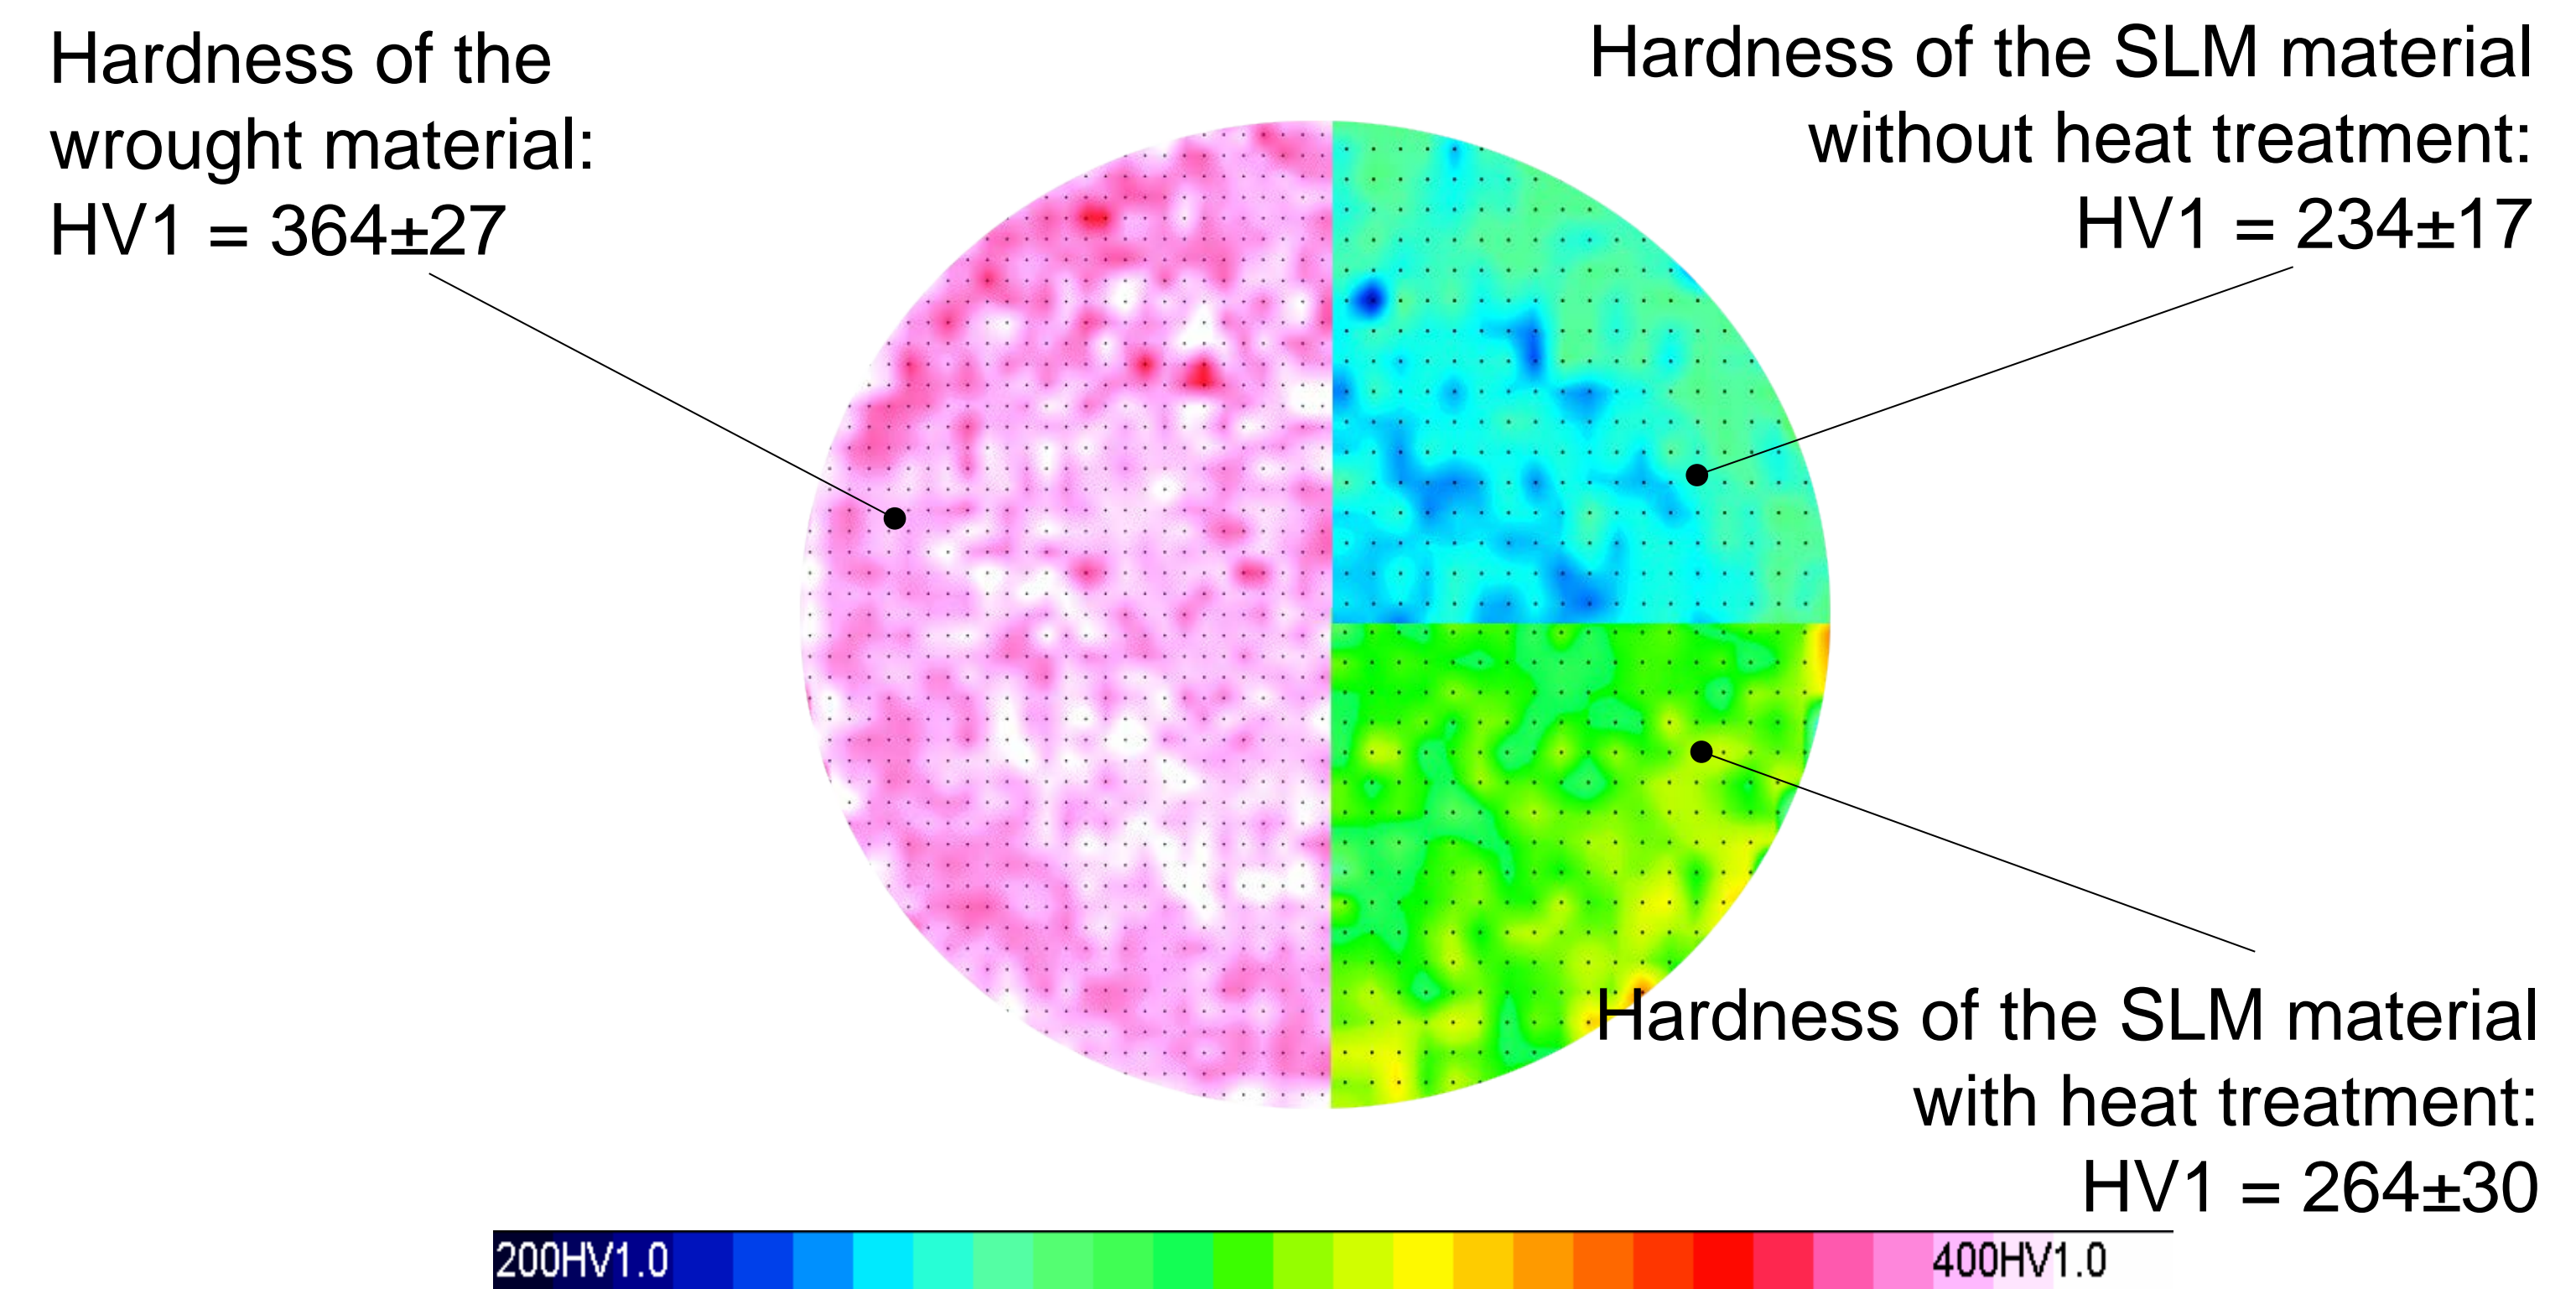 Hardness of the
wrought material:
HV1 = 364±27
Hardness of the SLM material
without heat treatment:
HV1 = 234±17
Hardness of the SLM material
with heat treatment:
HV1 = 264±30
200HV1.0
400HV1.0